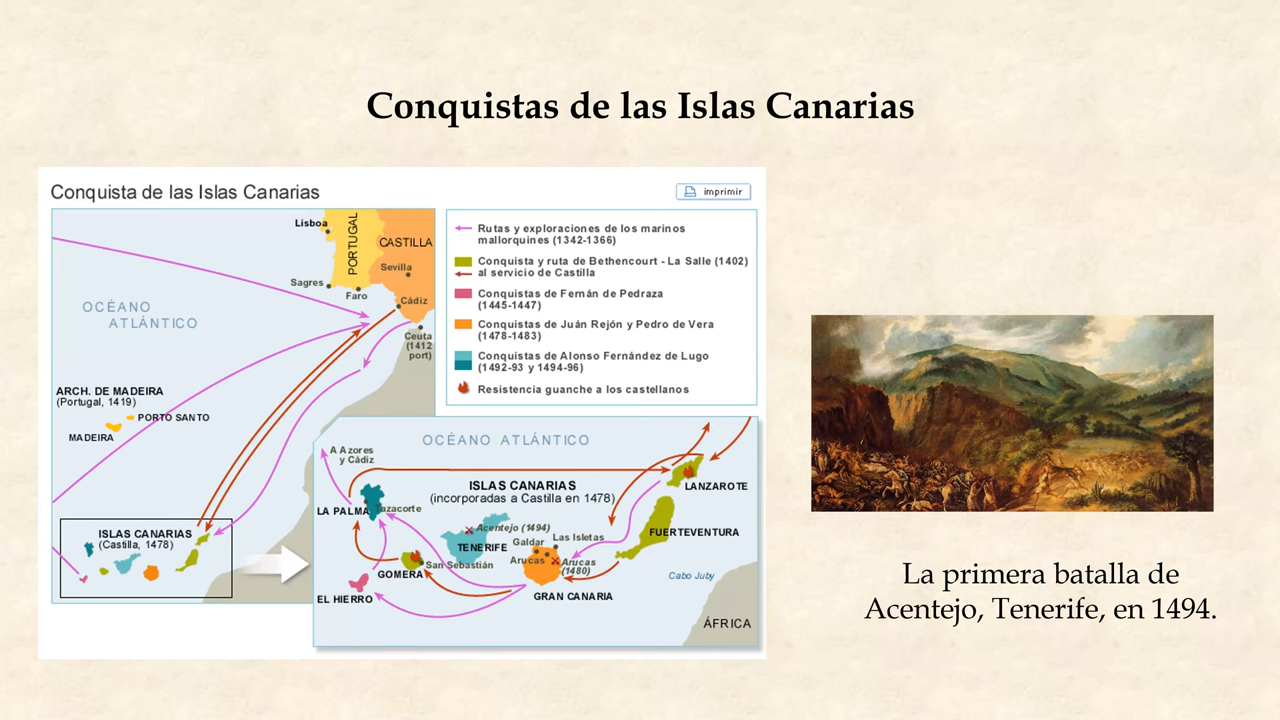 Conquistas de las Islas Canarias
Conquista de las Islas Canarias
imprimir
Lisboa
PORTUGAL
CASTILLA
Sevilla
Sagres
Faro
Cádiz
Ceuta
(1412
port)
OCÉANO
ATLÁNTICO
ARCH. DE MADEIRA
(Portugal, 1419)
PORTO SANTO
MADEIRA
ISLAS CANARIAS
(Castilla, 1478)
Rutas y exploraciones de los marinos
mallorquines (1342-1366)
Conquista y ruta de Bethencourt - La Salle (1402)
al servicio de Castilla
Conquistas de Fernán de Pedraza
(1445-1447)
Conquistas de Juán Rejón y Pedro de Vera
(1478-1483)
Conquistas de Alonso Fernández de Lugo
(1492-93 y 1494-96)
Resistencia guanche a los castellanos
OCÉANO ATLÁNTICO
A Azores
y Cádiz
ISLAS CANARIAS
(incorporadas a Castilla en 1478)
LANZAROTE
LA PALMA
Tazacorte
Acentejo (1494)
TENERIFE
Las Isletas
Galdar
Arucas
Arucas
(1480)
FUERTEVENTURA
San Sebastián
GOMERA
EL HIERRO
GRAN CANARIA
Cabo Juby
ÁFRICA
La primera batalla de
Acentejo, Tenerife, en 1494.